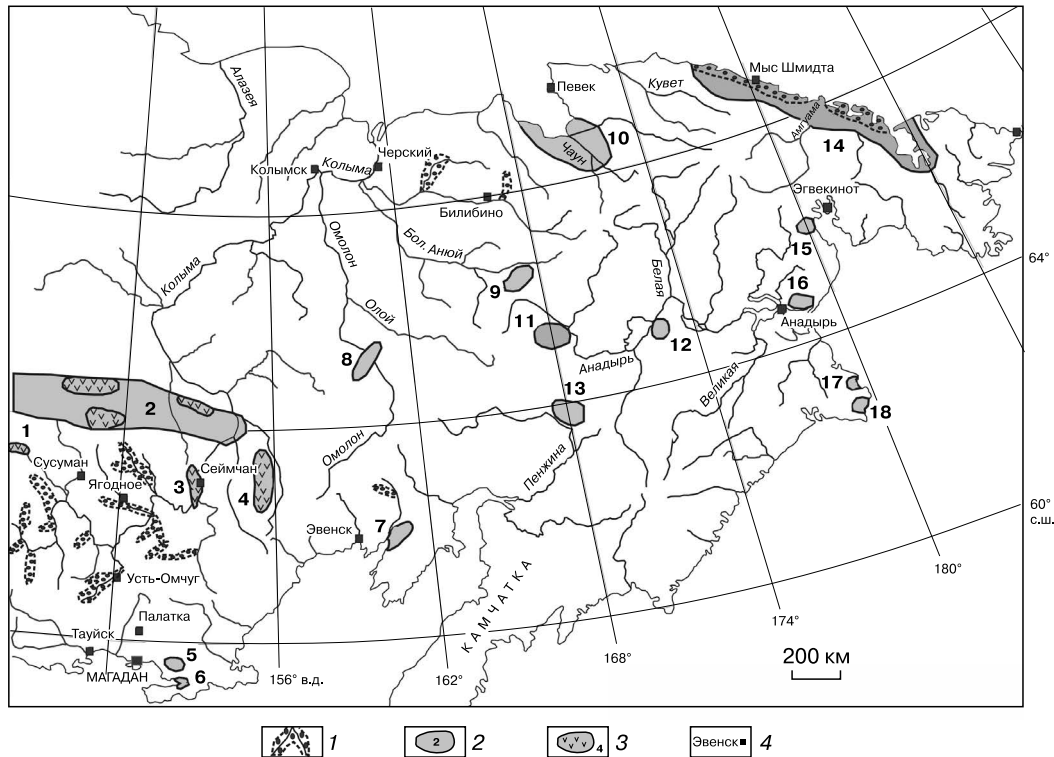 Мыс Шмидта
Алазея
Певек
Кувет
Амгуама
10
Чаун
14
Черский
Колыма
Колымск
Билибино
Эгвекинот
Омолон
Бол. Анюй
15
64°
Колыма
Белая
9
16
Олой
11
Анадырь
8
12
Анадырь
Великая
17
13
18
2
1
Омолон
Сусуман
Сеймчан
Пенжина
Ягодное
3
4
60°
с.ш.
7
Эвенск
180°
Усть-Омчуг
КАМЧАТКА
174°
Палатка
Тауйск
168°
5
200 км
МАГАДАН
6
156° в.д.
162°
1
2 2
4 3
Эвенск 4